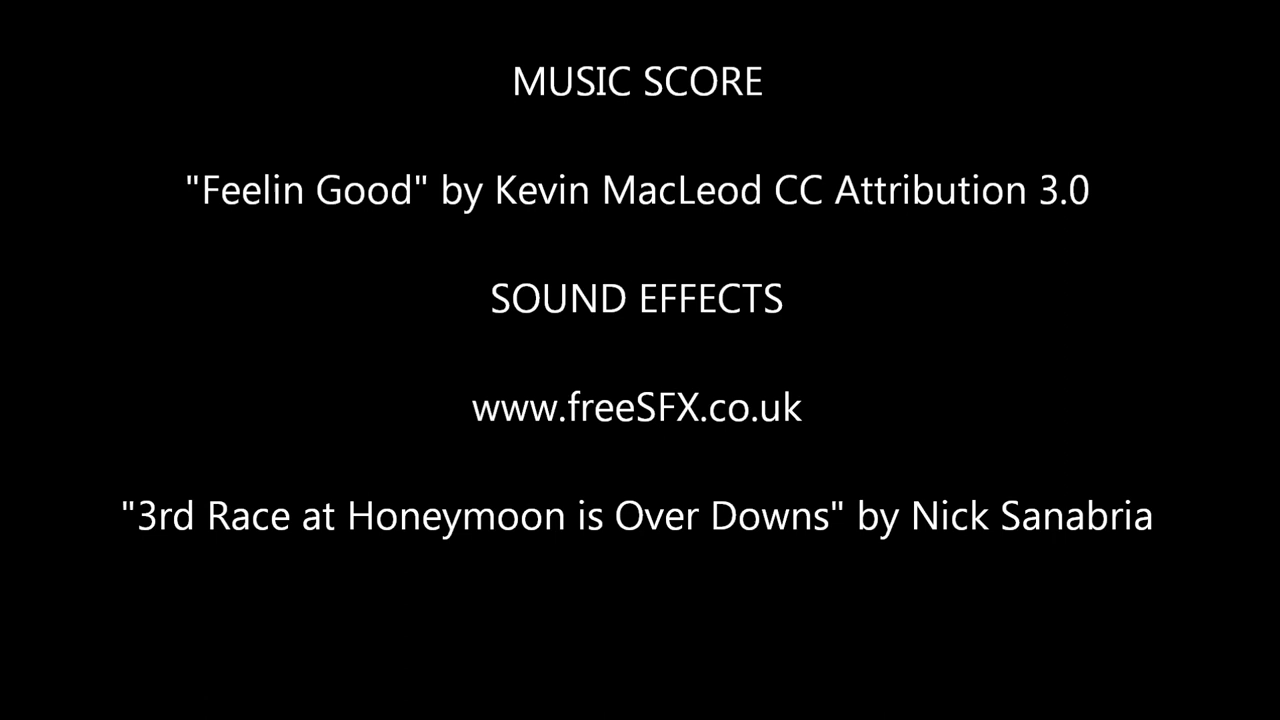 MUSIC SCORE
"Feelin Good" by Kevin MacLeod CC Attribution 3.0
SOUND EFFECTS
www.freeSFX.co.uk
"3rd Race at Honeymoon is Over Downs" by Nick Sanabria